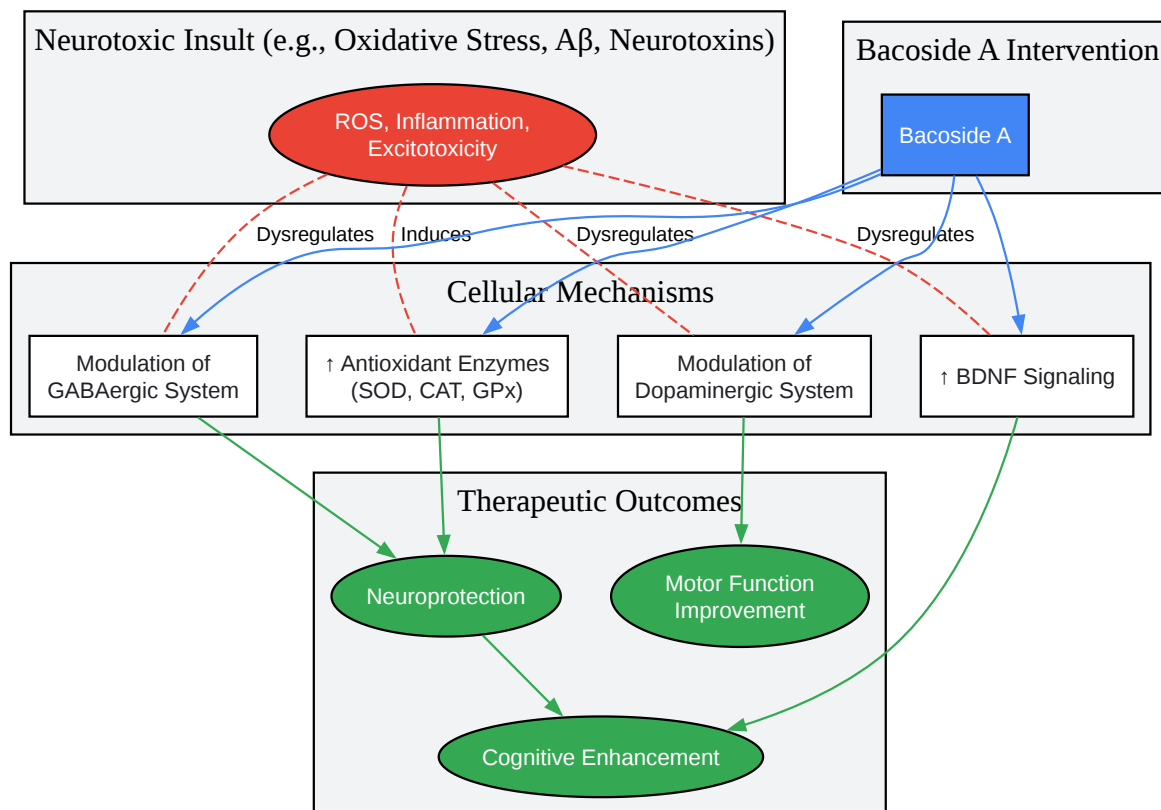 Neurotoxic Insult (e.g., Oxidative Stress, Aβ, Neurotoxins)
Bacoside A Intervention
ROS, Inflammation,
Excitotoxicity
Bacoside A
Dysregulates
Induces
Dysregulates
Dysregulates
Cellular Mechanisms
Modulation of
GABAergic System
↑ Antioxidant Enzymes
(SOD, CAT, GPx)
Modulation of
Dopaminergic System
↑ BDNF Signaling
Therapeutic Outcomes
Neuroprotection
Motor Function
Improvement
Cognitive Enhancement